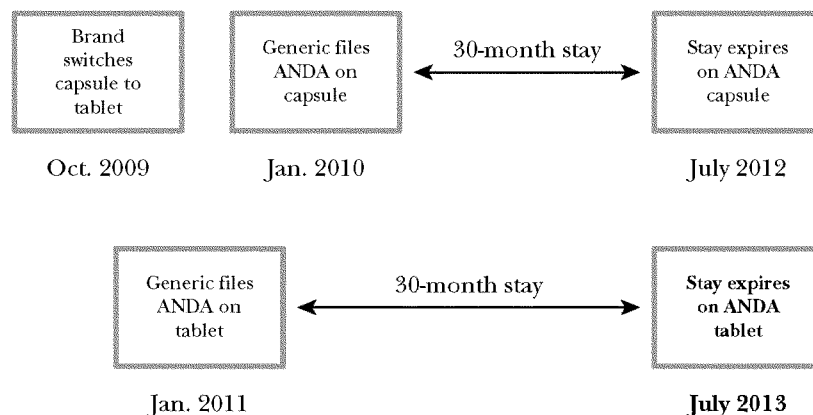 Brand
switches
capsule to
tablet
Generic files
ANDA on
capsule
30-month stay
Stay expires
on ANDA
capsule
Oct. 2009
Jan. 2010
July 2012
Generic files
ANDA on
tablet
30-month stay
Stay expires
on ANDA
tablet
Jan. 2011
July 2013